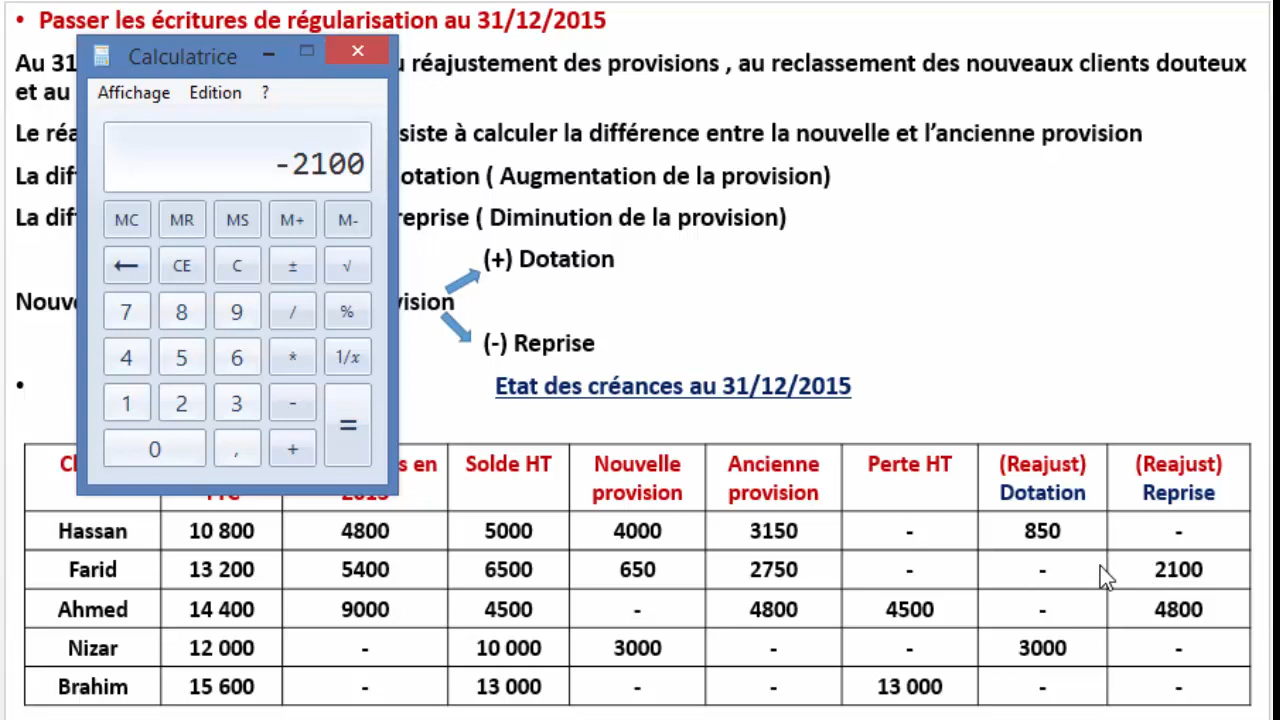 • Passer les écritures de régularisation au 31/12/2015
Calculatrice
Au 31 réajustement des provisions , au reclassement des nouveaux clients douteux
et au
Affichage Edition ?
Le réa siste à calculer la différence entre la nouvelle et l'ancienne provision
-2100
La dif otation ( Augmentation de la provision)
La dif reprise ( Diminution de la provision)
MC MR MS M+ M-
← CE C ± √
(+) Dotation
Nouve vision
7 8 9 / %
(-) Reprise
4 5 6 * 1/x
• Etat des créances au 31/12/2015
1 2 3 - =
0 , +
Cl s en Solde HT Nouvelle Ancienne Perte HT (Reajust) (Reajust)
TTC 2015 provision provision Dotation Reprise
Hassan 10 800 4800 5000 4000 3150 - 850 -
Farid 13 200 5400 6500 650 2750 - - 2100
Ahmed 14 400 9000 4500 - 4800 4500 - 4800
Nizar 12 000 - 10 000 3000 - - 3000 -
Brahim 15 600 - 13 000 - - 13 000 - -